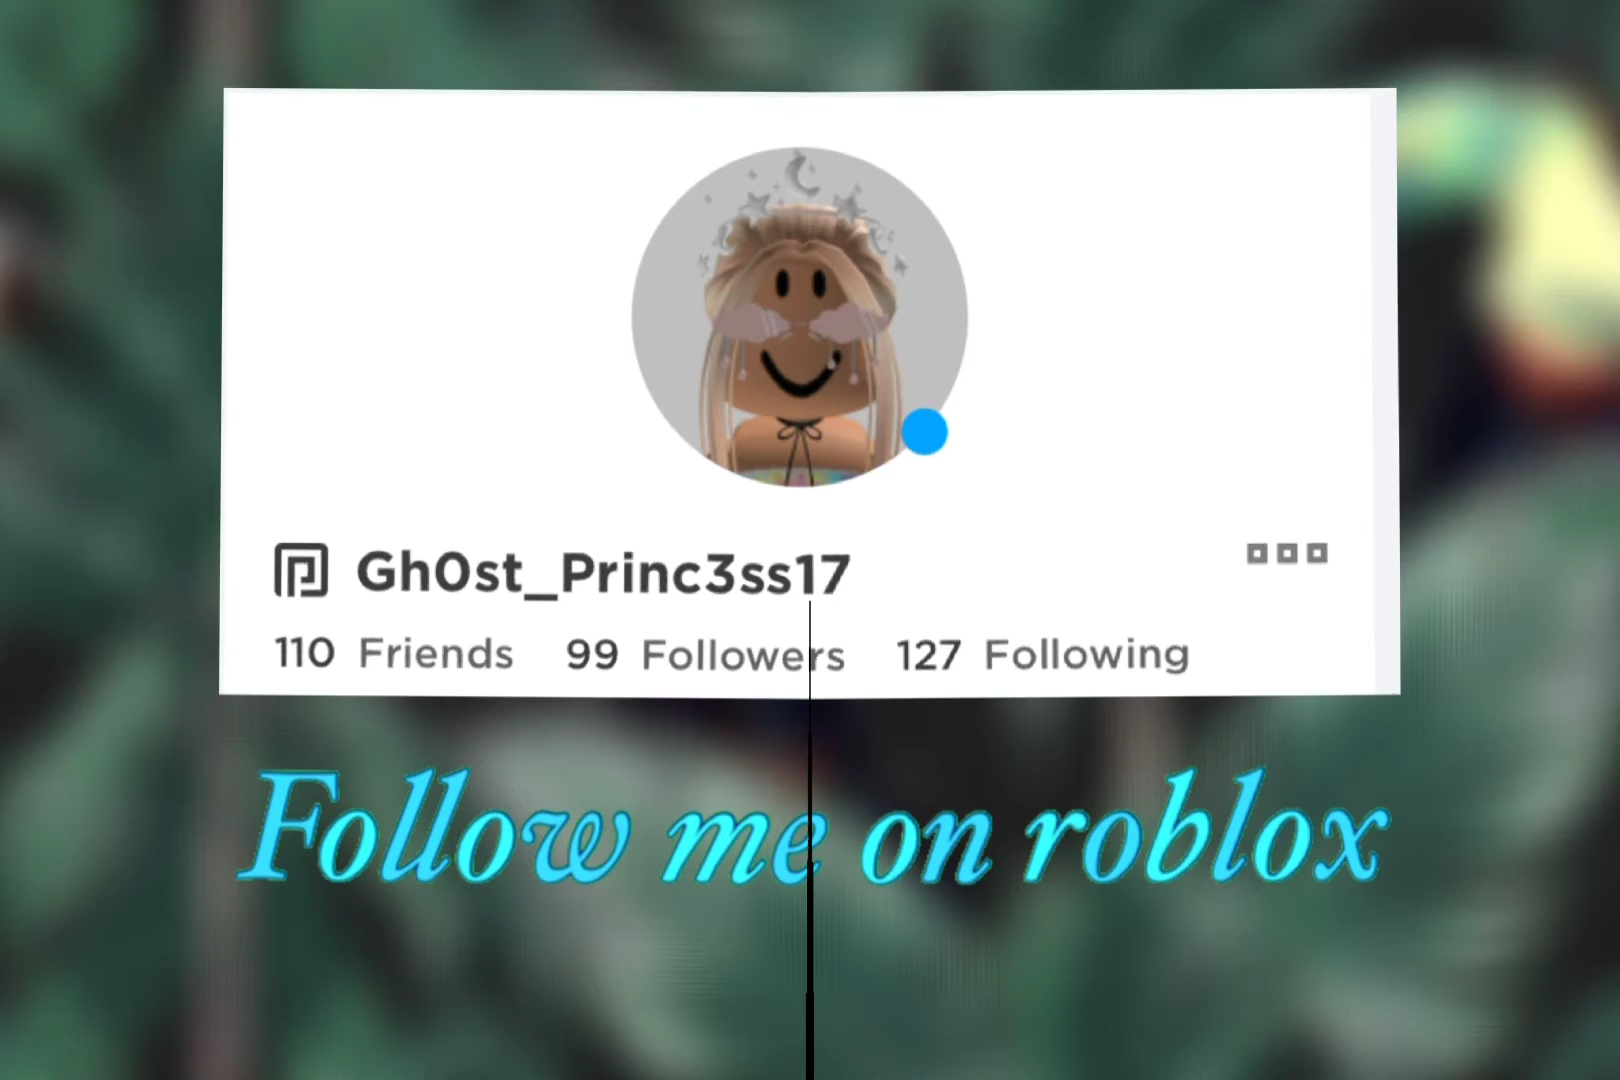 Gh0st_Princ3ss17
110 Friends 99 Followers 127 Following
Follow me on roblox